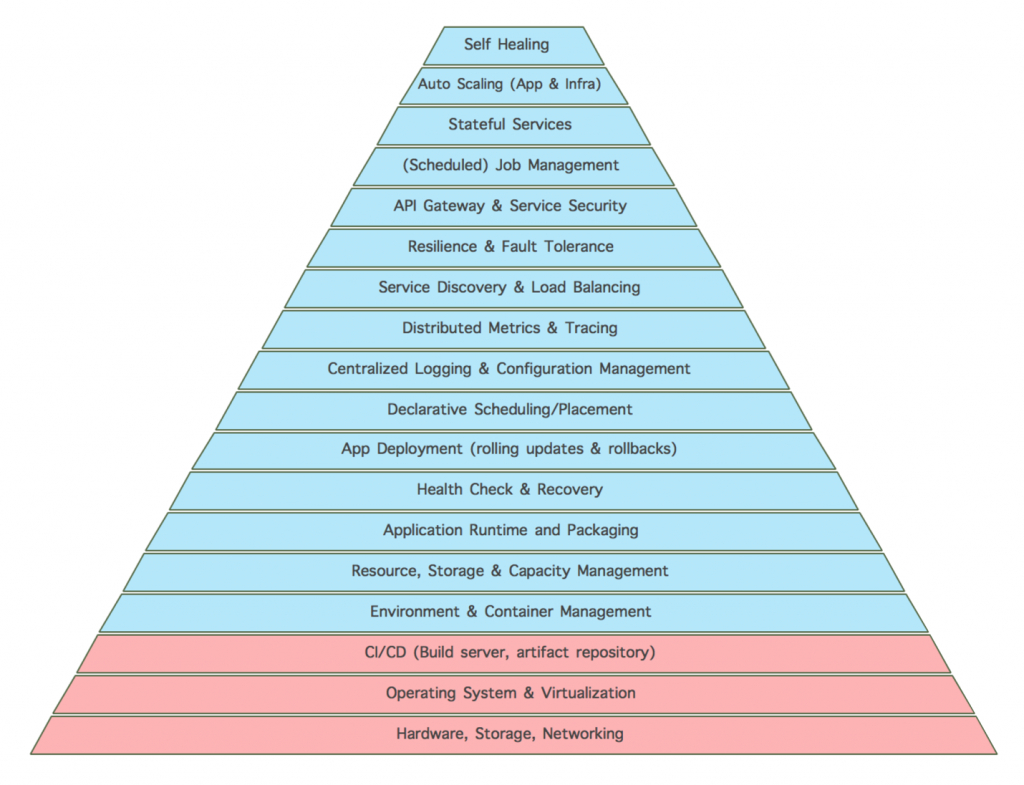 Self Healing
Auto Scaling (App & Infra)
Stateful Services
(Scheduled) Job Management
API Gateway & Service Security
Resilience & Fault Tolerance
Service Discovery & Load Balancing
Distributed Metrics & Tracing
Centralized Logging & Configuration Management
Declarative Scheduling/Placement
App Deployment (rolling updates & rollbacks)
Health Check & Recovery
Application Runtime and Packaging
Resource, Storage & Capacity Management
Environment & Container Management
CI/CD (Build server, artifact repository)
Operating System & Virtualization
Hardware, Storage, Networking